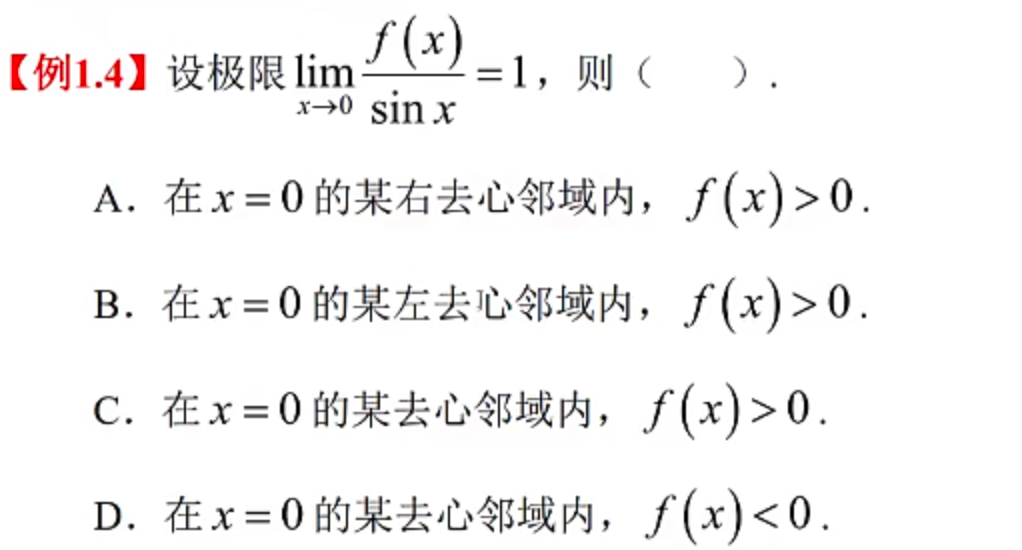 【例1.4】设极限 lim_{x→0} f(x)/sin x = 1，则（　　）.
A. 在 x = 0 的某右去心邻域内，f(x) > 0.
B. 在 x = 0 的某左去心邻域内，f(x) > 0.
C. 在 x = 0 的某去心邻域内，f(x) > 0.
D. 在 x = 0 的某去心邻域内，f(x) < 0.